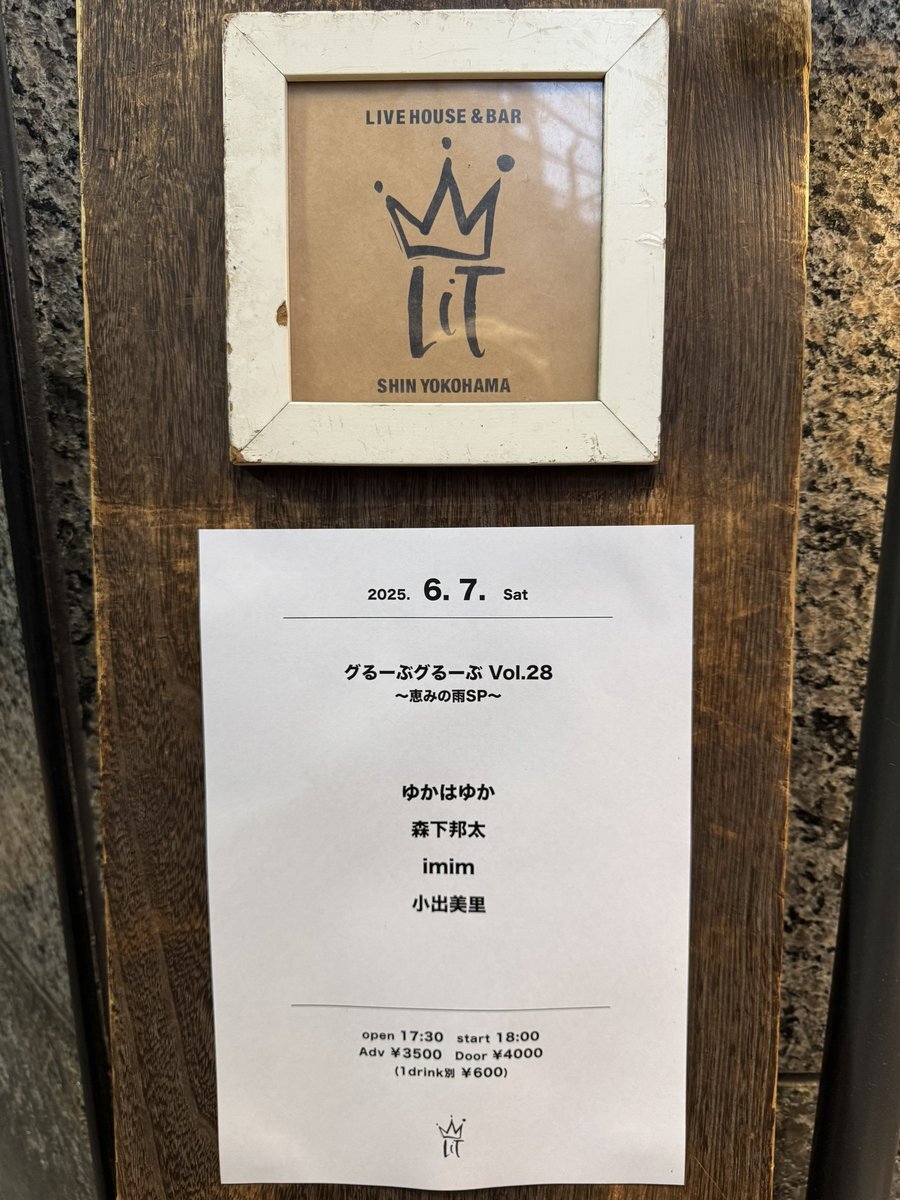 LIVE HOUSE & BAR
LiT
SHIN YOKOHAMA
2025. 6. 7. Sat
グるーぶグるーぶ Vol.28
〜恵みの雨SP〜
ゆかはゆか
森下邦太
imim
小出美里
open 17:30 start 18:00
Adv ¥3500 Door ¥4000
(1drink別 ¥600)
LiT